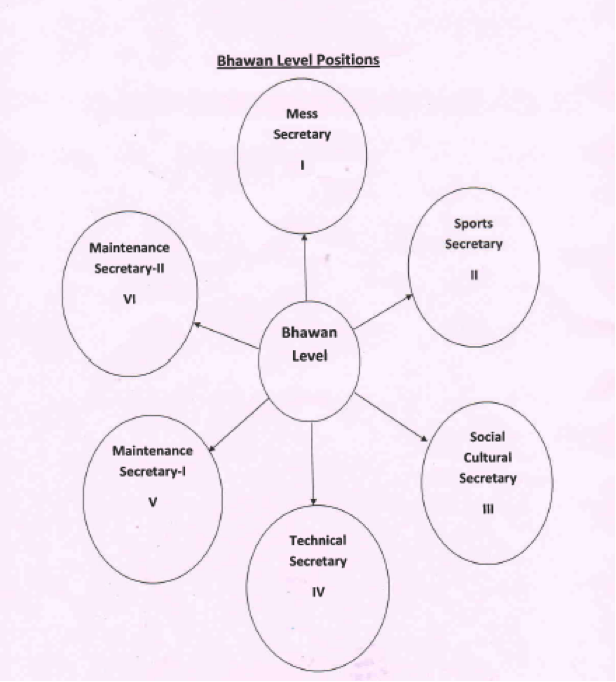 Bhawan Level Positions
Mess
Secretary
I
Sports
Secretary
II
Social
Cultural
Secretary
III
Technical
Secretary
IV
Maintenance
Secretary-I
V
Maintenance
Secretary-II
VI
Bhawan
Level